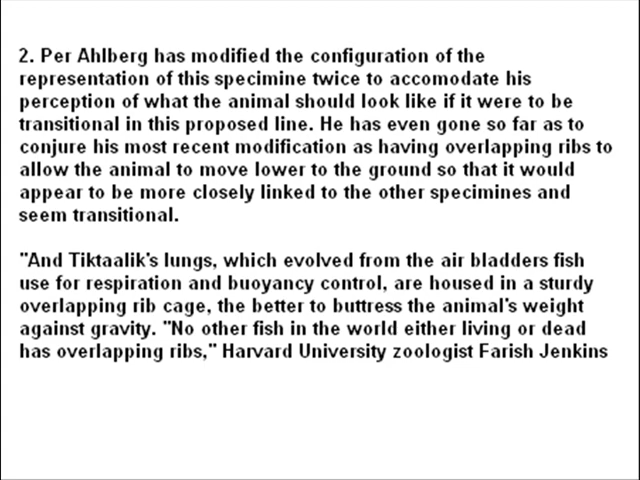 2. Per Ahlberg has modified the configuration of the
representation of this specimine twice to accomodate his
perception of what the animal should look like if it were to be
transitional in this proposed line. He has even gone so far as to
conjure his most recent modification as having overlapping ribs to
allow the animal to move lower to the ground so that it would
appear to be more closely linked to the other specimines and
seem transitional.
"And Tiktaalik's lungs, which evolved from the air bladders fish
use for respiration and buoyancy control, are housed in a sturdy
overlapping rib cage, the better to buttress the animal's weight
against gravity. "No other fish in the world either living or dead
has overlapping ribs," Harvard University zoologist Farish Jenkins